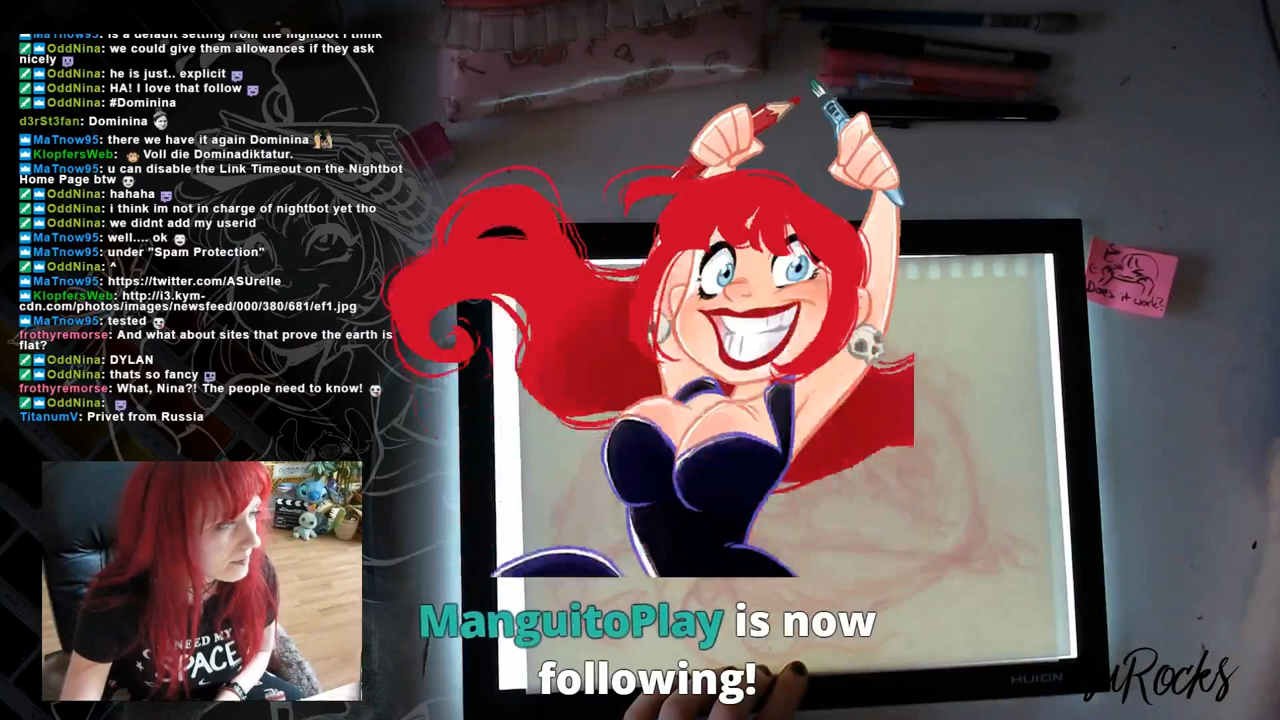 MaTnow95: is a default setting from the nightbot i think
OddNina: we could give them allowances if they ask
nicely
OddNina: he is just.. explicit
OddNina: HA! I love that follow
OddNina: #Dominina
d3rSt3fan: Dominina
MaTnow95: there we have it again Dominina
KlopfersWeb: Voll die Dominadiktatur.
MaTnow95: u can disable the Link Timeout on the Nightbot
Home Page btw
OddNina: hahaha
OddNina: i think im not in charge of nightbot yet tho
OddNina: we didnt add my userid
MaTnow95: well.... ok
MaTnow95: under "Spam Protection"
OddNina: ^
MaTnow95: https://twitter.com/ASUrelle
KlopfersWeb: http://i3.kym-
cdn.com/photos/images/newsfeed/000/380/681/ef1.jpg
MaTnow95: tested
frothyremorse: And what about sites that prove the earth is
flat?
OddNina: DYLAN
OddNina: thats so fancy
frothyremorse: What, Nina?! The people need to know!
OddNina:
TitanumV: Privet from Russia
Does it work?
I NEED MY
SPACE
ManguitoPlay is now
following!
HUION
Rocks